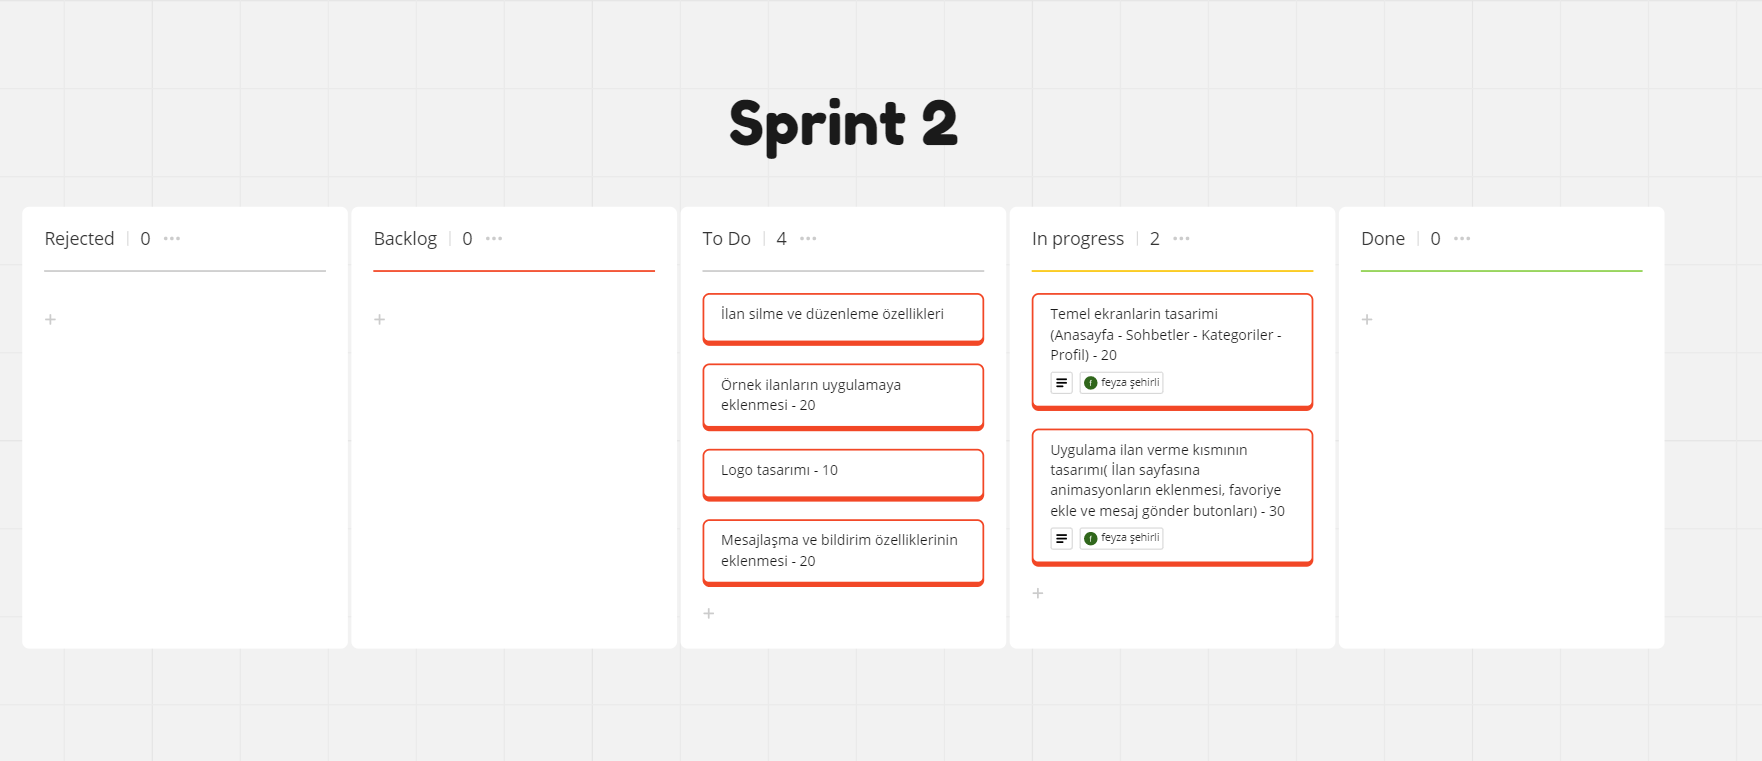 Sprint 2
Rejected 0
Backlog 0
To Do 4
In progress 2
Done 0
İlan silme ve düzenleme özellikleri
Örnek ilanların uygulamaya
eklenmesi - 20
Logo tasarımı - 10
Mesajlaşma ve bildirim özelliklerinin
eklenmesi - 20
Temel ekranlarin tasarimi
(Anasayfa - Sohbetler - Kategoriler -
Profil) - 20
f feyza şehirli
Uygulama ilan verme kısmının
tasarımı( İlan sayfasına
animasyonların eklenmesi, favoriye
ekle ve mesaj gönder butonları) - 30
f feyza şehirli